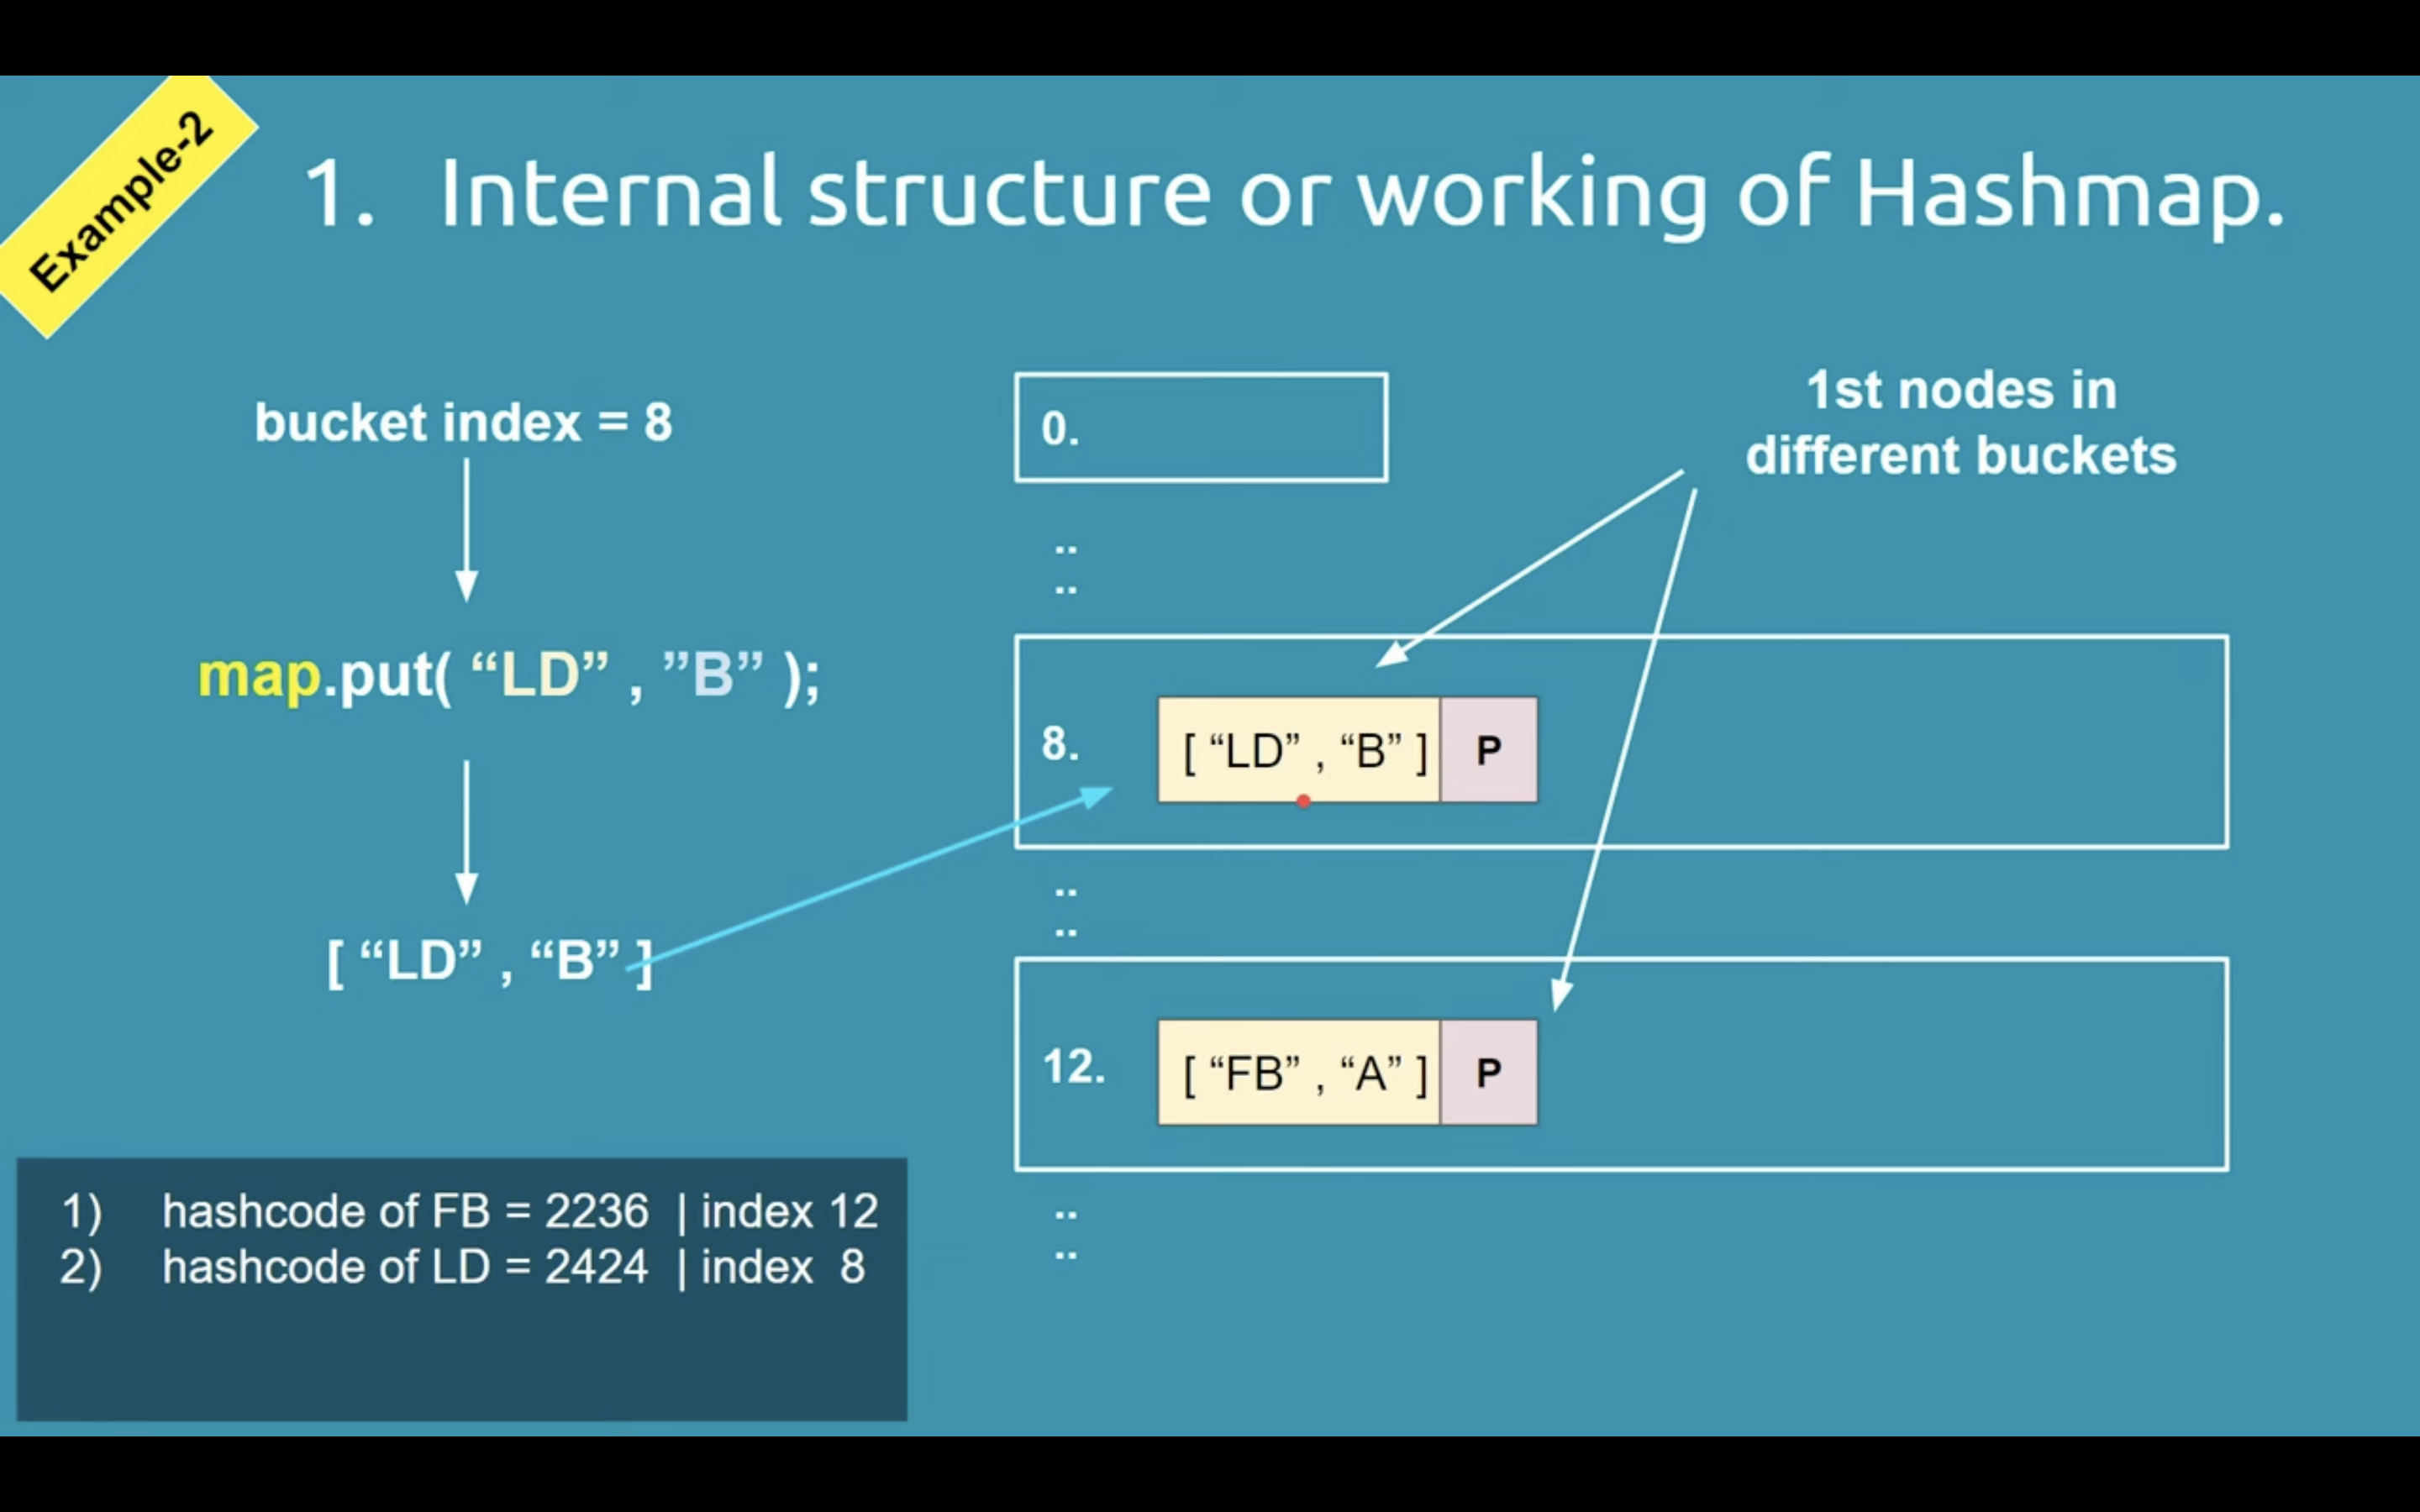 Example-2
1. Internal structure or working of Hashmap.
bucket index = 8
map.put( “LD” , ”B” );
[ “LD” , “B” ]
0.
..
..
8. [ “LD” , “B” ] P
..
..
12. [ “FB” , “A” ] P
..
..
1st nodes in
different buckets
1) hashcode of FB = 2236 | index 12
2) hashcode of LD = 2424 | index 8